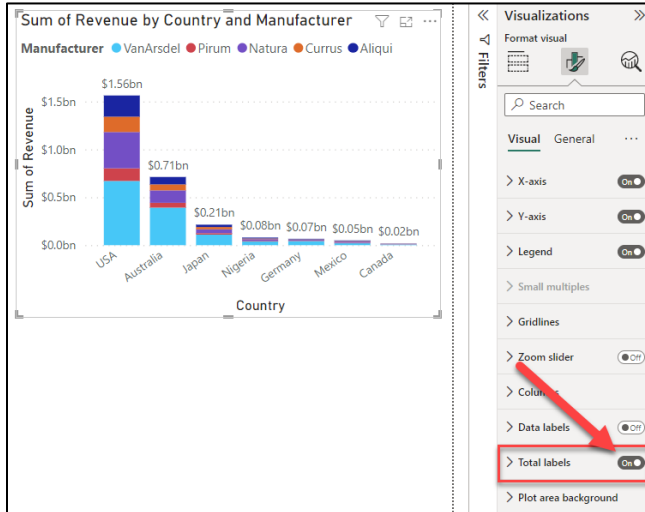 Sum of Revenue by Country and Manufacturer
Manufacturer VanArsdel Pirum Natura Currus Aliqui
Sum of Revenue
$1.5bn
$1.0bn
$0.5bn
$0.0bn
$1.56bn
$0.71bn
$0.21bn
$0.08bn
$0.07bn
$0.05bn
$0.02bn
USA
Australia
Japan
Nigeria
Germany
Mexico
Canada
Country
Filters
Visualizations
Format visual
Search
Visual General
X-axis On
Y-axis On
Legend On
Small multiples
Gridlines
Zoom slider Off
Data labels Off
Total labels On
Plot area background